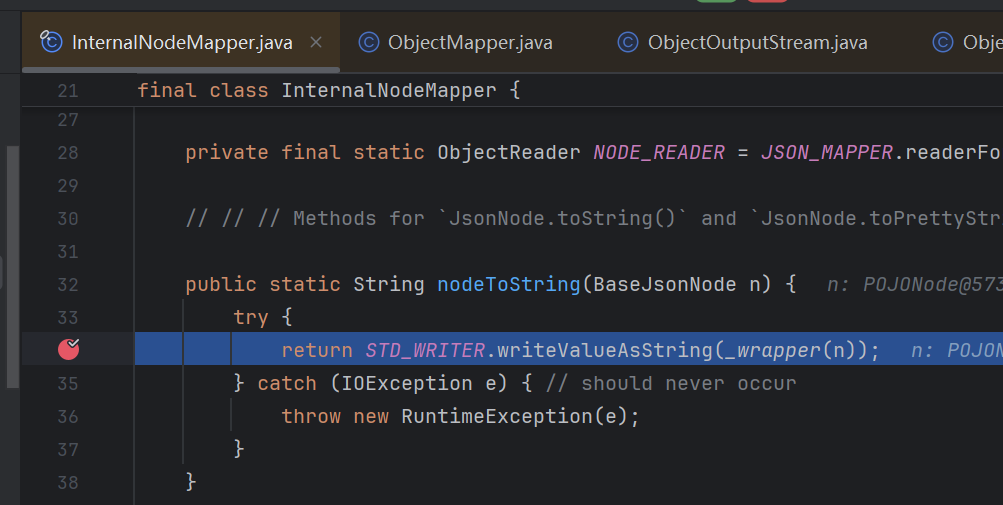 InternalNodeMapper.java × ObjectMapper.java ObjectOutputStream.java Obje
21 final class InternalNodeMapper {
27
28 private final static ObjectReader NODE_READER = JSON_MAPPER.readerFo
29
30 // // // Methods for `JsonNode.toString()` and `JsonNode.toPrettyStr
31
32 public static String nodeToString(BaseJsonNode n) { n: POJONode@573
33 try {
return STD_WRITER.writeValueAsString(_wrapper(n)); n: POJON
35 } catch (IOException e) { // should never occur
36 throw new RuntimeException(e);
37 }
38 }